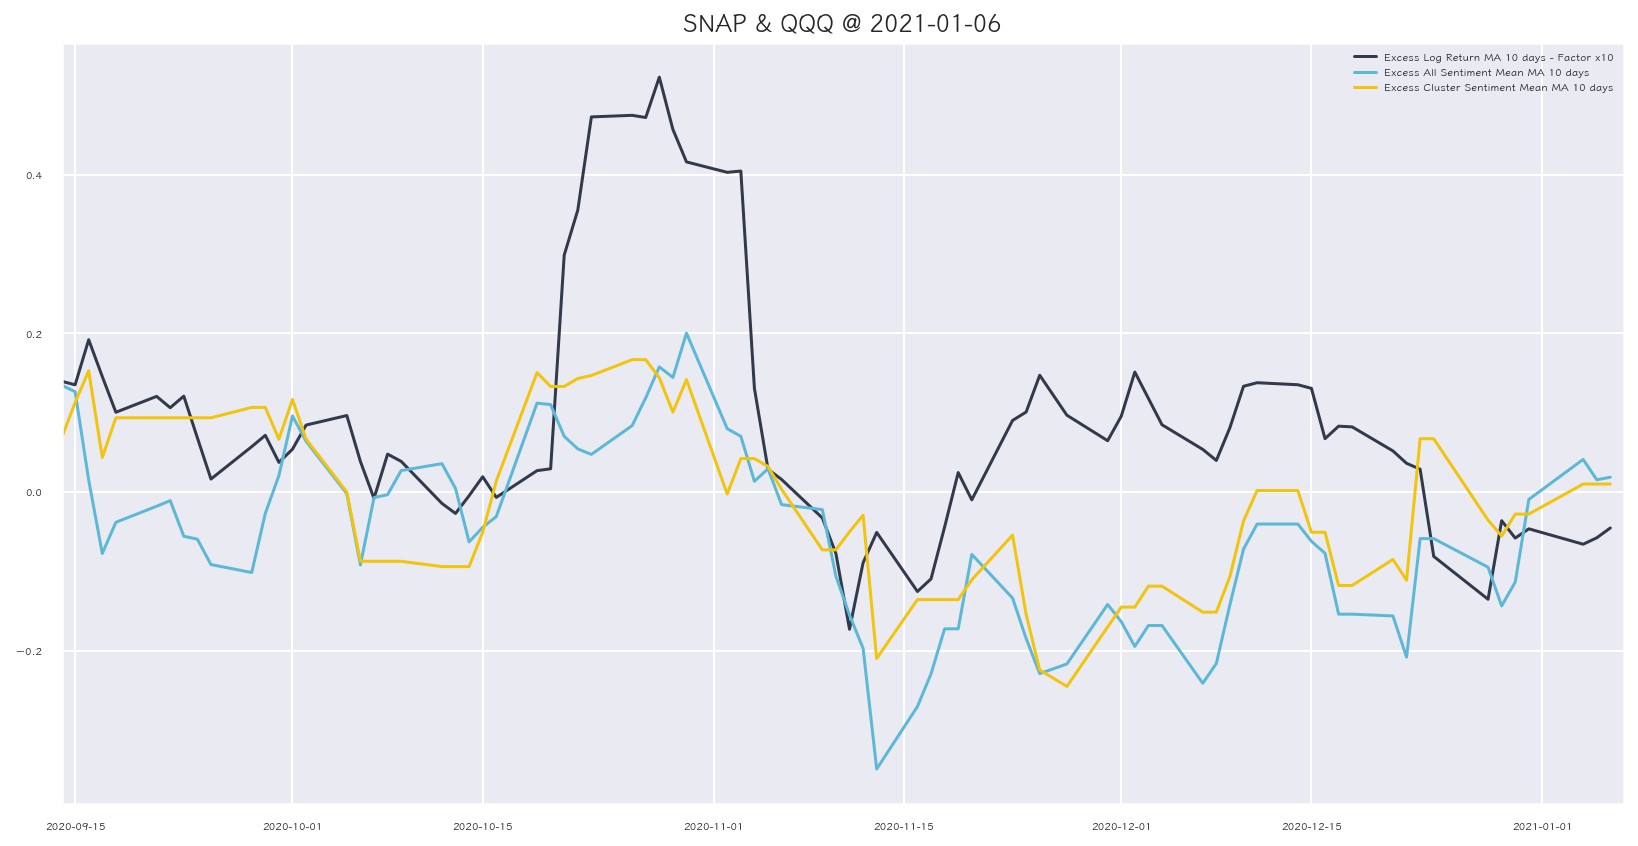 SNAP & QQQ @ 2021-01-06
Excess Log Return MA 10 days - Factor x10
Excess All Sentiment Mean MA 10 days
Excess Cluster Sentiment Mean MA 10 days
0.4
0.2
0.0
−0.2
2020-09-15 2020-10-01 2020-10-15 2020-11-01 2020-11-15 2020-12-01 2020-12-15 2021-01-01